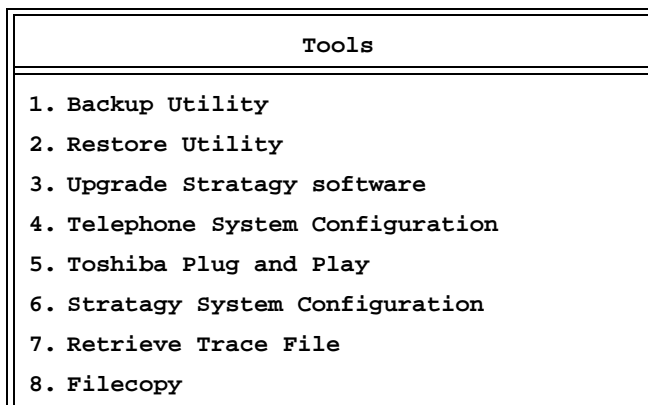 Tools
1. Backup Utility
2. Restore Utility
3. Upgrade Stratagy software
4. Telephone System Configuration
5. Toshiba Plug and Play
6. Stratagy System Configuration
7. Retrieve Trace File
8. Filecopy